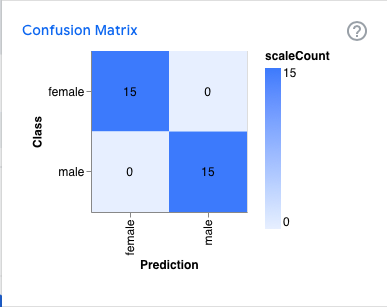 Confusion Matrix
?
scaleCount
15
0
Class
female
male
15
0
0
15
female
male
Prediction